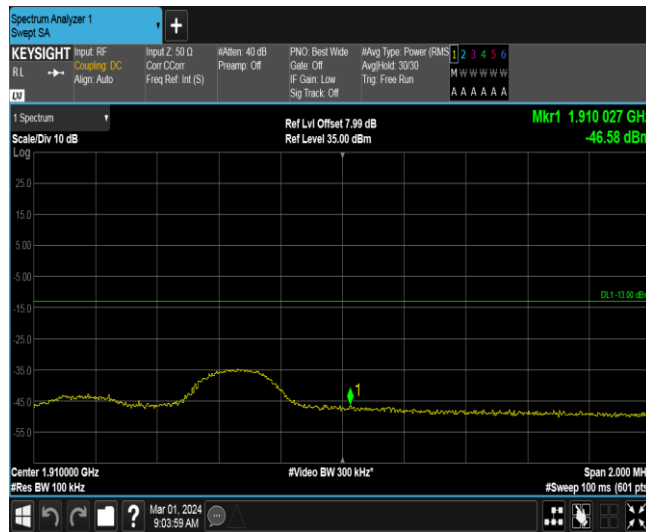 Spectrum Analyzer 1
Swept SA
KEYSIGHT
RL
LXI
Input: RF
Coupling: DC
Align: Auto
Input Z: 50 Ω
Corr CCorr
Freq Ref: Int (S)
#Atten: 40 dB
Preamp: Off
PNO: Best Wide
Gate: Off
IF Gain: Low
Sig Track: Off
#Avg Type: Power (RMS
Avg|Hold: 30/30
Trig: Free Run
1 2 3 4 5 6
M W W W W W
A A A A A A
1 Spectrum
Scale/Div 10 dB
Ref Lvl Offset 7.99 dB
Ref Level 35.00 dBm
Mkr1 1.910 027 GHz
-46.58 dBm
Log
25.0
15.0
5.00
-5.00
DL1 -13.00 dBm
-15.0
-25.0
-35.0
1
-45.0
-55.0
Center 1.910000 GHz
#Res BW 100 kHz
#Video BW 300 kHz*
Span 2.000 MH
#Sweep 100 ms (601 pts
?
Mar 01, 2024
9:03:59 AM